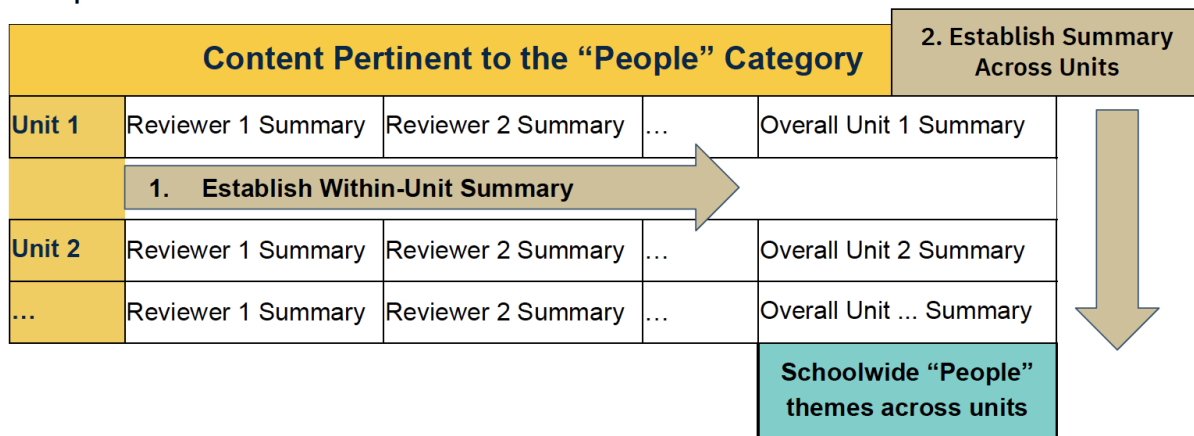 Content Pertinent to the “People” Category
2. Establish Summary
Across Units
Unit 1
Reviewer 1 Summary
Reviewer 2 Summary
...
Overall Unit 1 Summary
1. Establish Within-Unit Summary
Unit 2
Reviewer 1 Summary
Reviewer 2 Summary
...
Overall Unit 2 Summary
...
Reviewer 1 Summary
Reviewer 2 Summary
...
Overall Unit ... Summary
Schoolwide “People”
themes across units